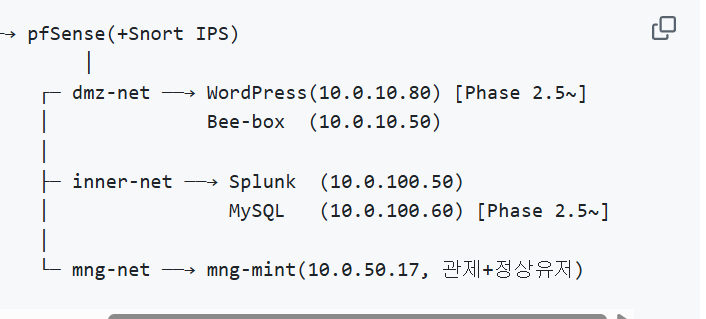 → pfSense(+Snort IPS)
│
┌─ dmz-net ──→ WordPress(10.0.10.80) [Phase 2.5~]
│ Bee-box (10.0.10.50)
│
├─ inner-net ──→ Splunk (10.0.100.50)
│ MySQL (10.0.100.60) [Phase 2.5~]
│
└─ mng-net ──→ mng-mint(10.0.50.17, 관제+정상유저)